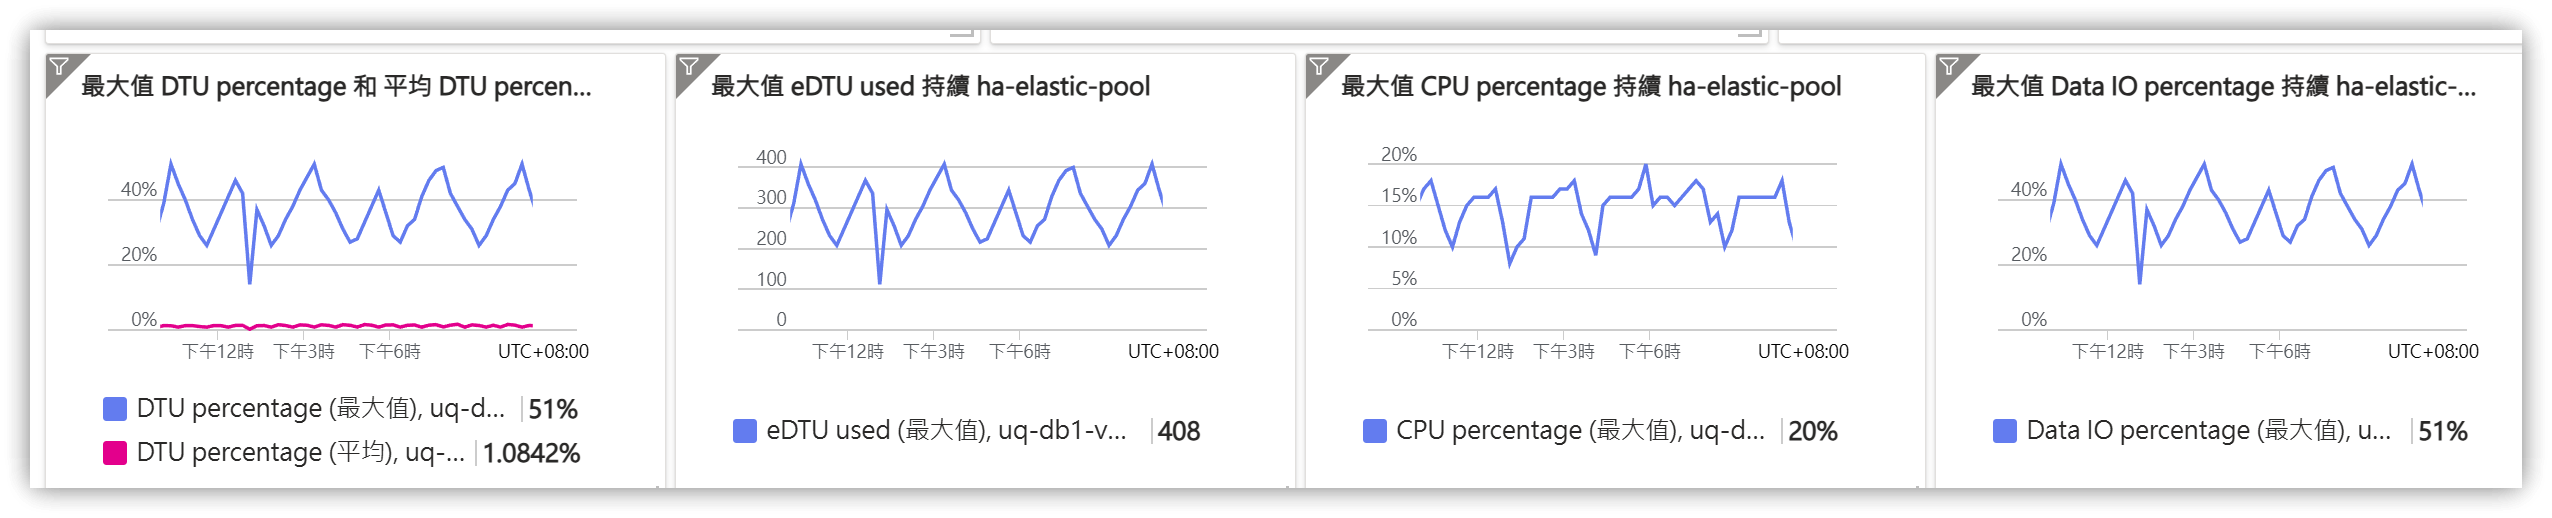 最大值 DTU percentage 和 平均 DTU percen...
40%
20%
0%
下午12時 下午3時 下午6時 UTC+08:00
DTU percentage (最大值), uq-d... 51%
DTU percentage (平均), uq-... 1.0842%
最大值 eDTU used 持續 ha-elastic-pool
400
300
200
100
0
下午12時 下午3時 下午6時 UTC+08:00
eDTU used (最大值), uq-db1-v... 408
最大值 CPU percentage 持續 ha-elastic-pool
20%
15%
10%
5%
0%
下午12時 下午3時 下午6時 UTC+08:00
CPU percentage (最大值), uq-d... 20%
最大值 Data IO percentage 持續 ha-elastic-...
40%
20%
0%
下午12時 下午3時 下午6時 UTC+08:00
Data IO percentage (最大值), u... 51%